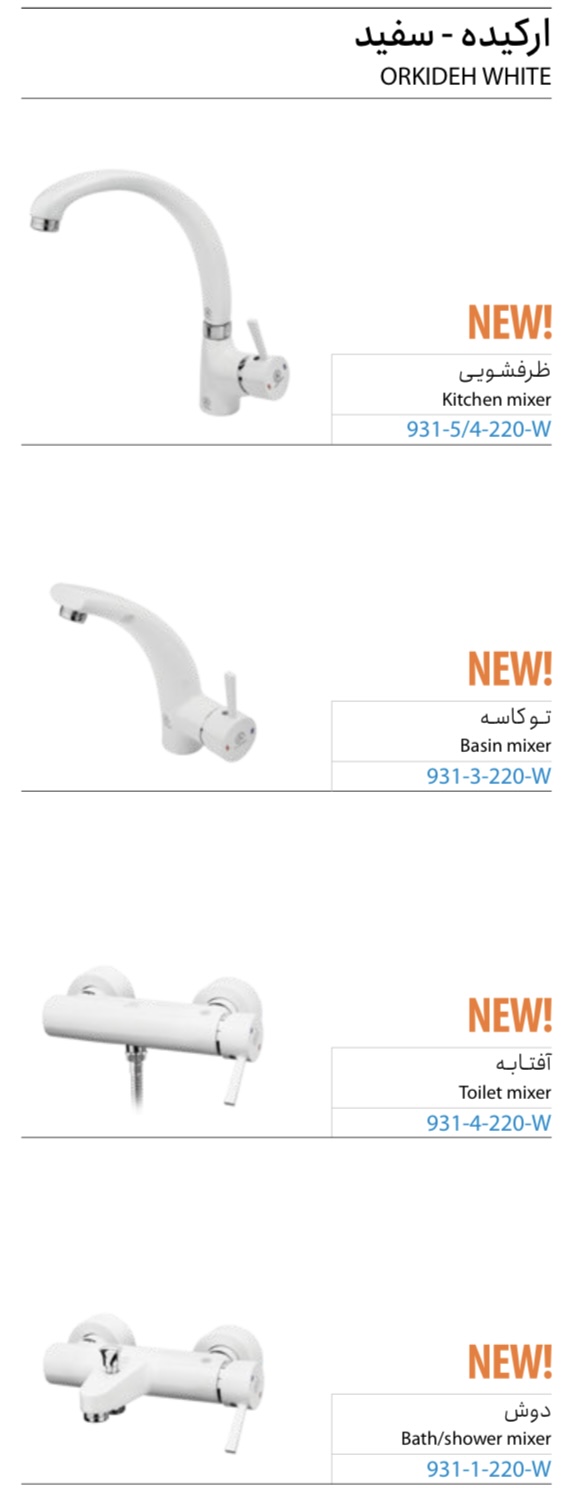 ارکیده - سفید
ORKIDEH WHITE
NEW!
ظرفشویی
Kitchen mixer
931-5/4-220-W
NEW!
توکاسه
Basin mixer
931-3-220-W
NEW!
آفتابه
Toilet mixer
931-4-220-W
NEW!
دوش
Bath/shower mixer
931-1-220-W